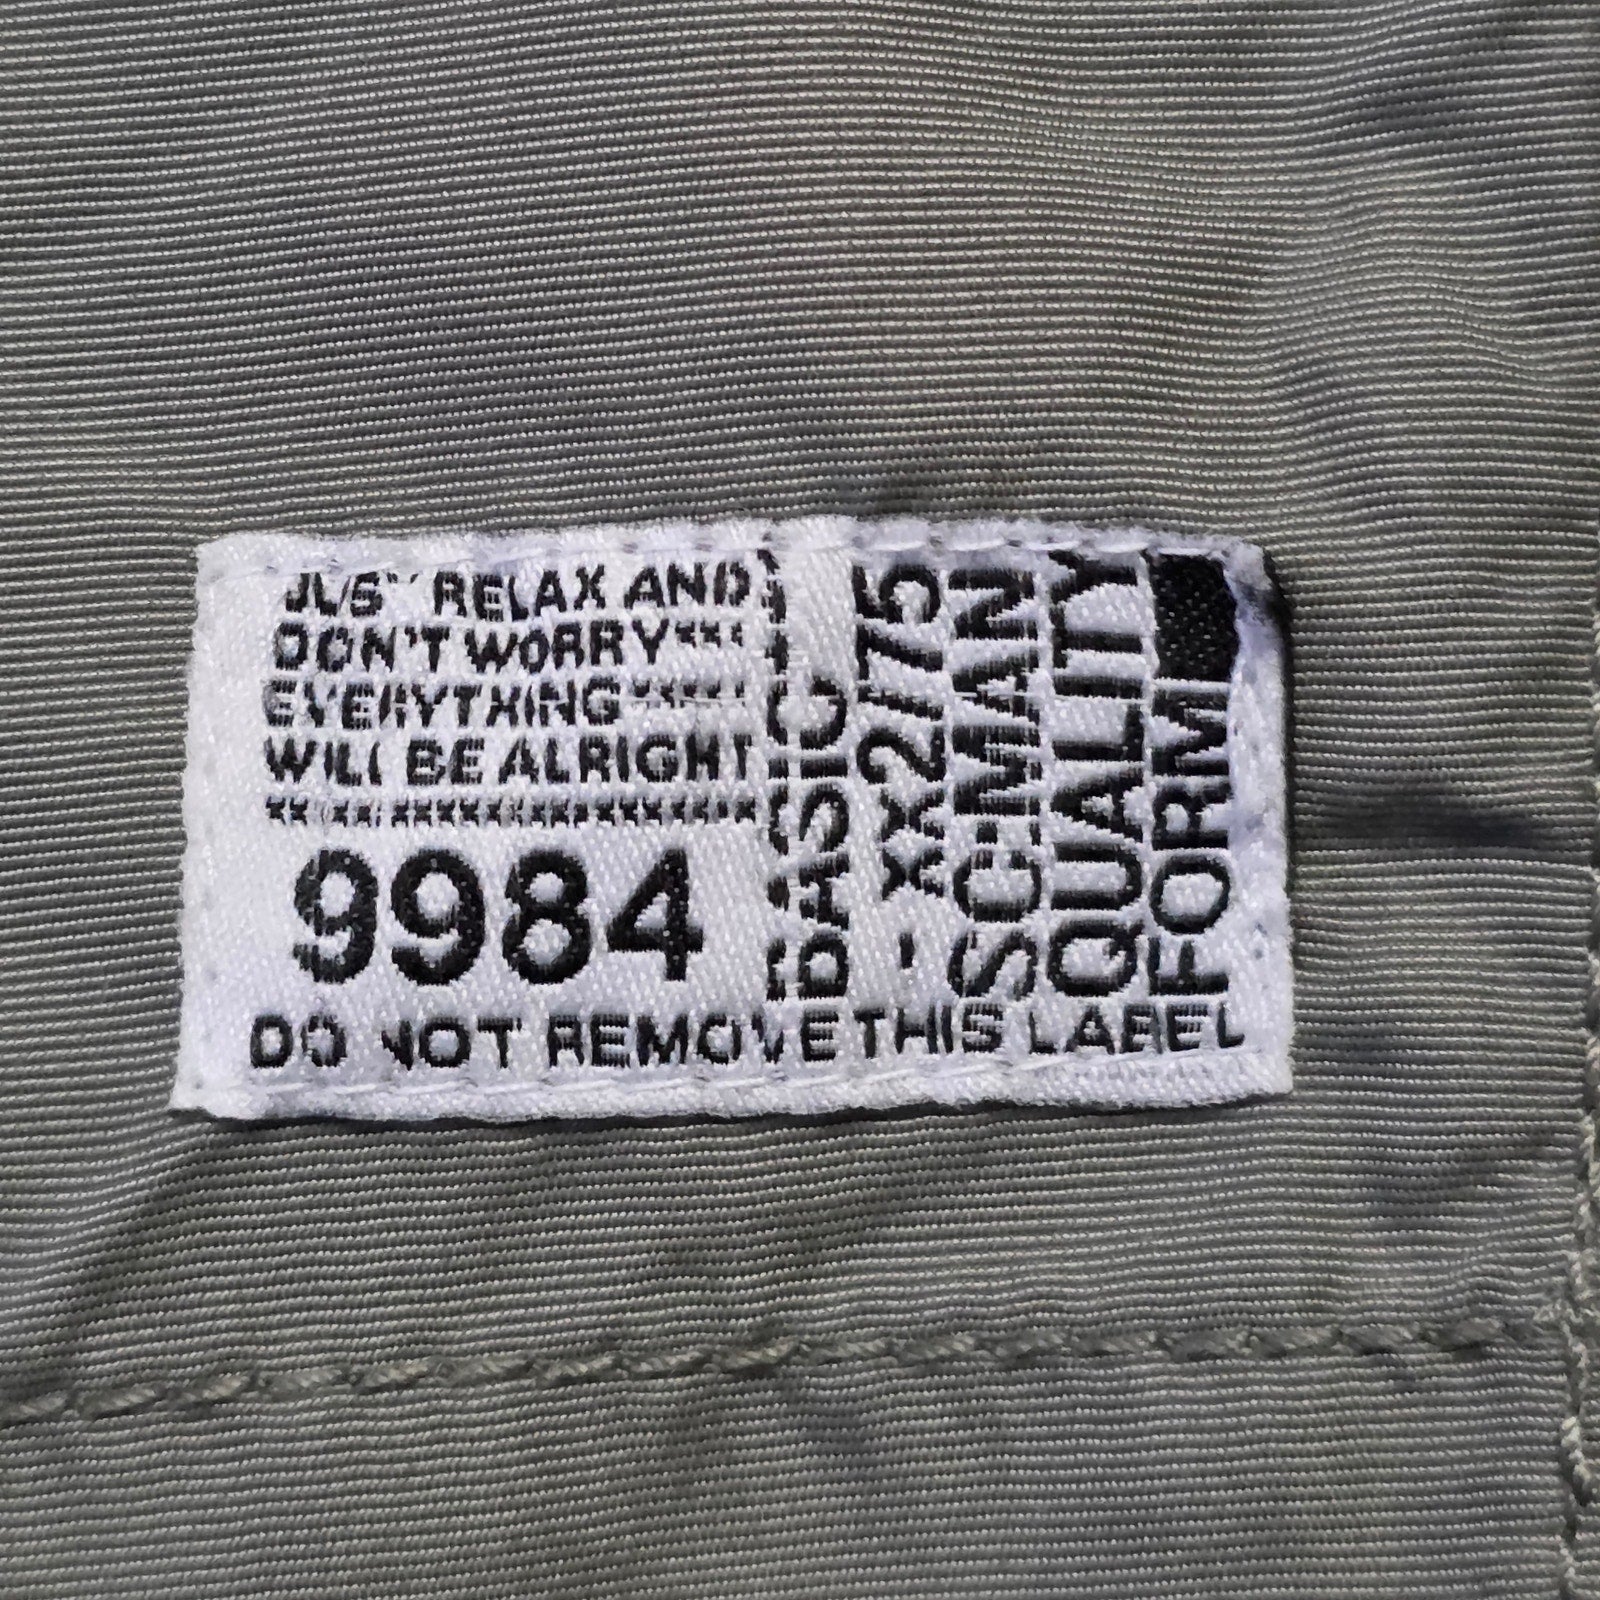 JUST RELAX AND
DON'T WORRY×××
EVERYTHING×××××
WILL BE ALRIGHT
9984
DO NOT REMOVE THIS LABEL
BASIC
- XX2/75
SC·MAN
QUALITY
FORM